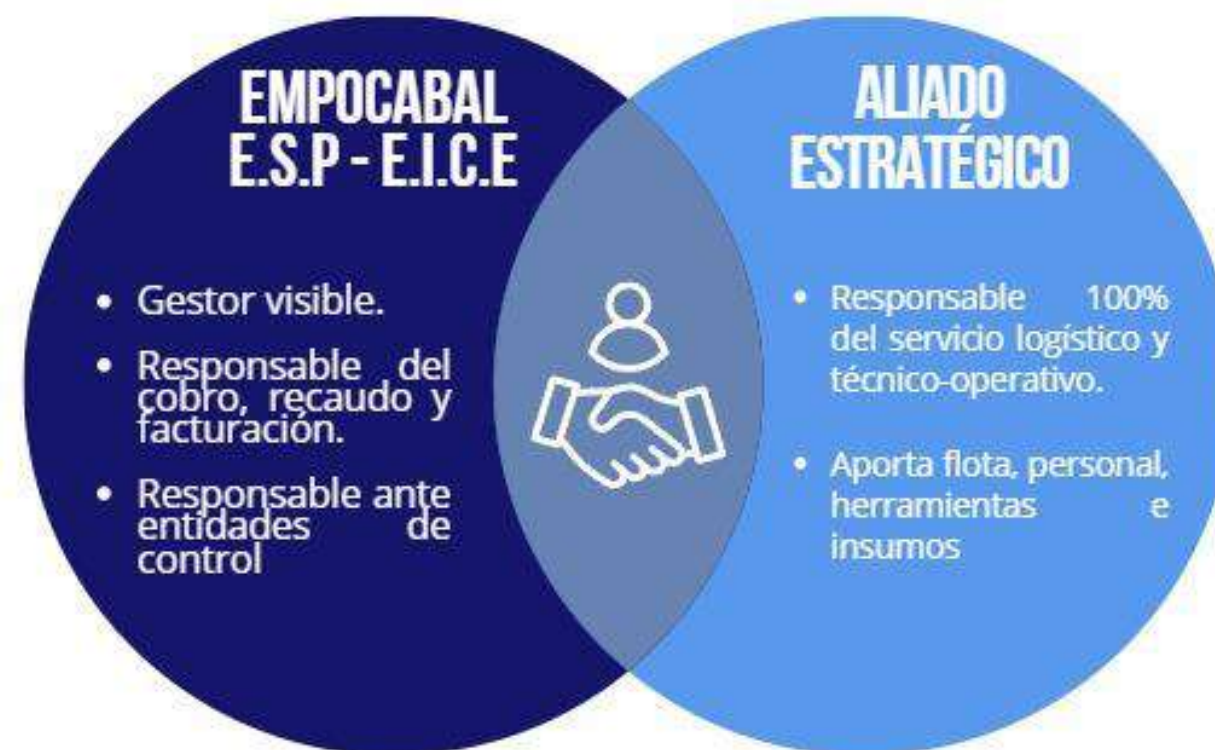 EMPOCABAL
E.S.P - E.I.C.E
• Gestor visible.
• Responsable del
cobro, recaudo y
facturación.
• Responsable ante
entidades de
control
ALIADO
ESTRATÉGICO
• Responsable 100%
del servicio logístico y
técnico-operativo.
• Aporta flota, personal,
herramientas e
insumos